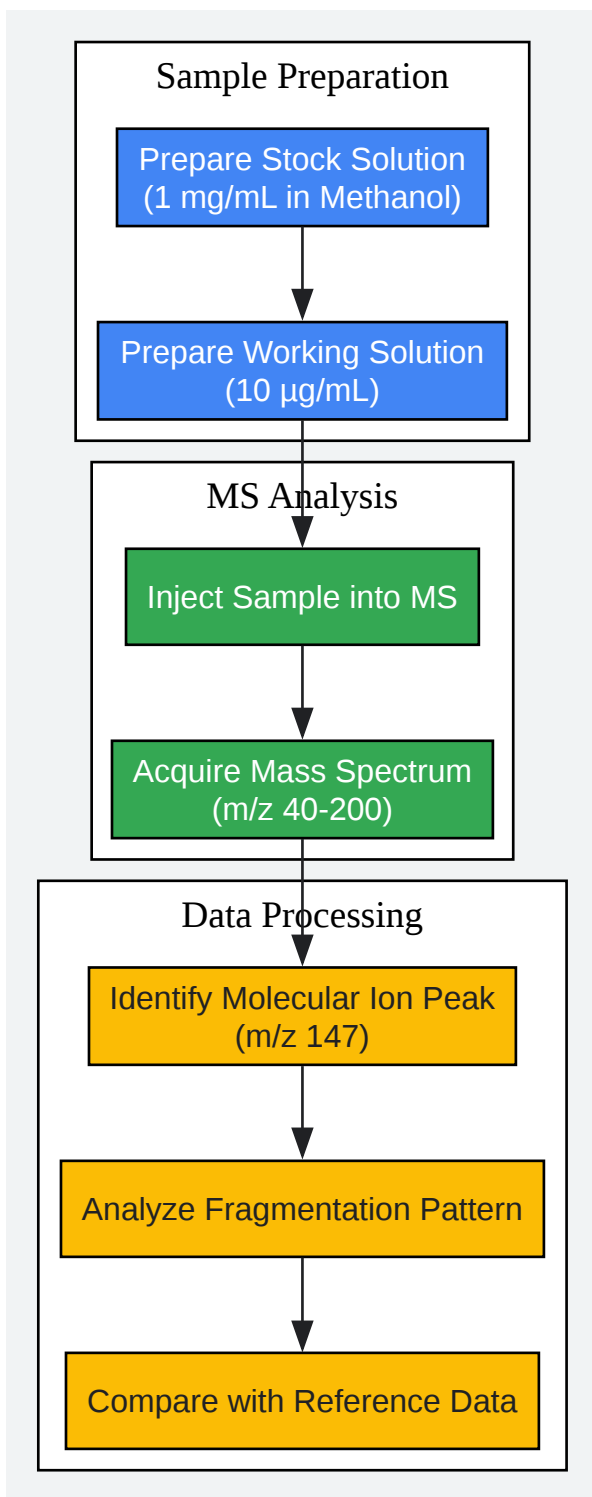 Sample Preparation
Prepare Stock Solution
(1 mg/mL in Methanol)
Prepare Working Solution
(10 µg/mL)
MS Analysis
Inject Sample into MS
Acquire Mass Spectrum
(m/z 40-200)
Data Processing
Identify Molecular Ion Peak
(m/z 147)
Analyze Fragmentation Pattern
Compare with Reference Data